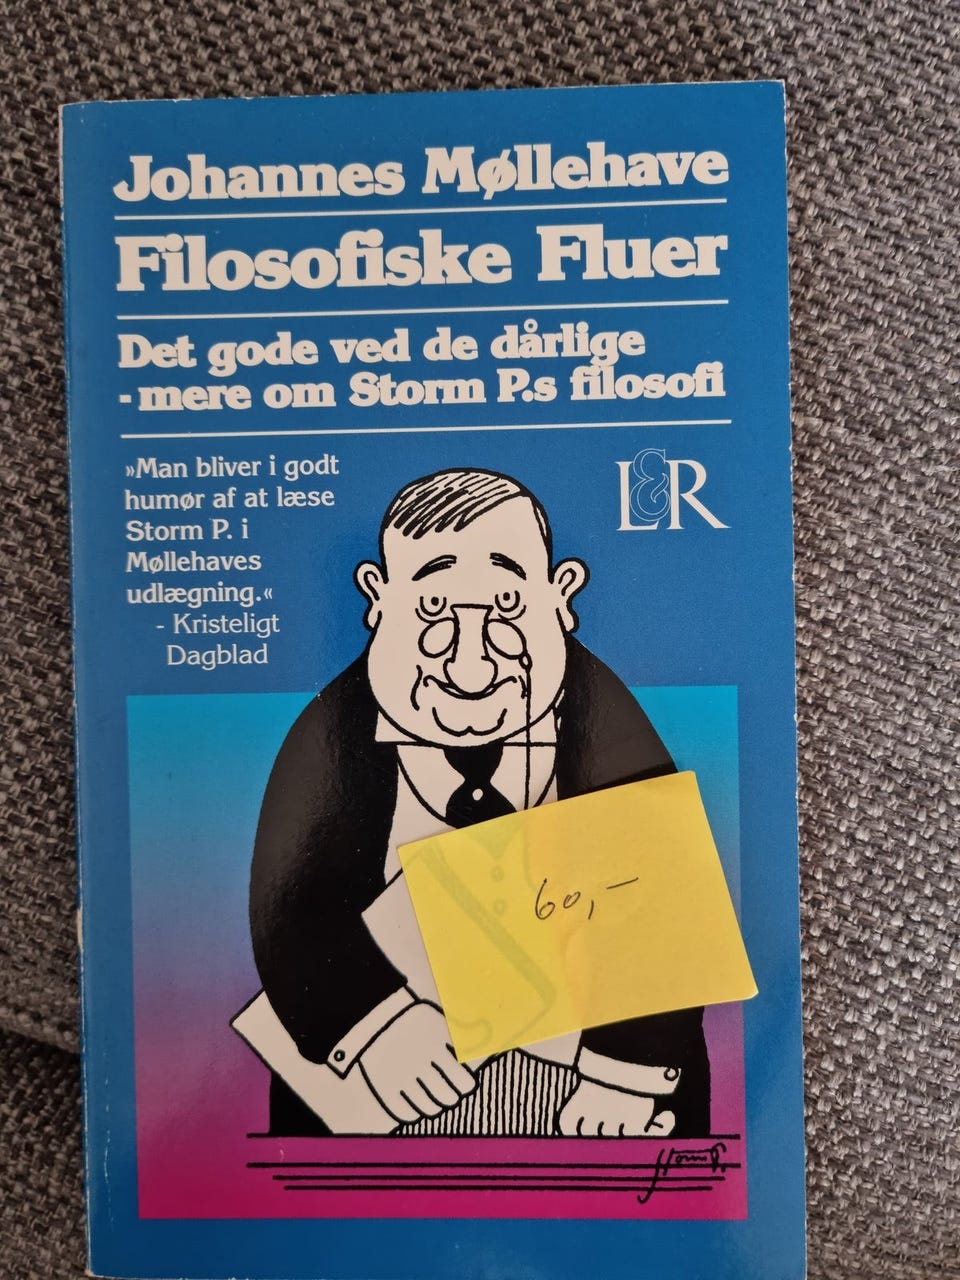 Johannes Møllehave
Filosofiske Fluer
Det gode ved de dårlige
- mere om Storm P.s filosofi
»Man bliver i godt
humør af at læse
Storm P. i
Møllehaves
udlægning.«
- Kristeligt
Dagblad
L&R
60,-
Storm P.